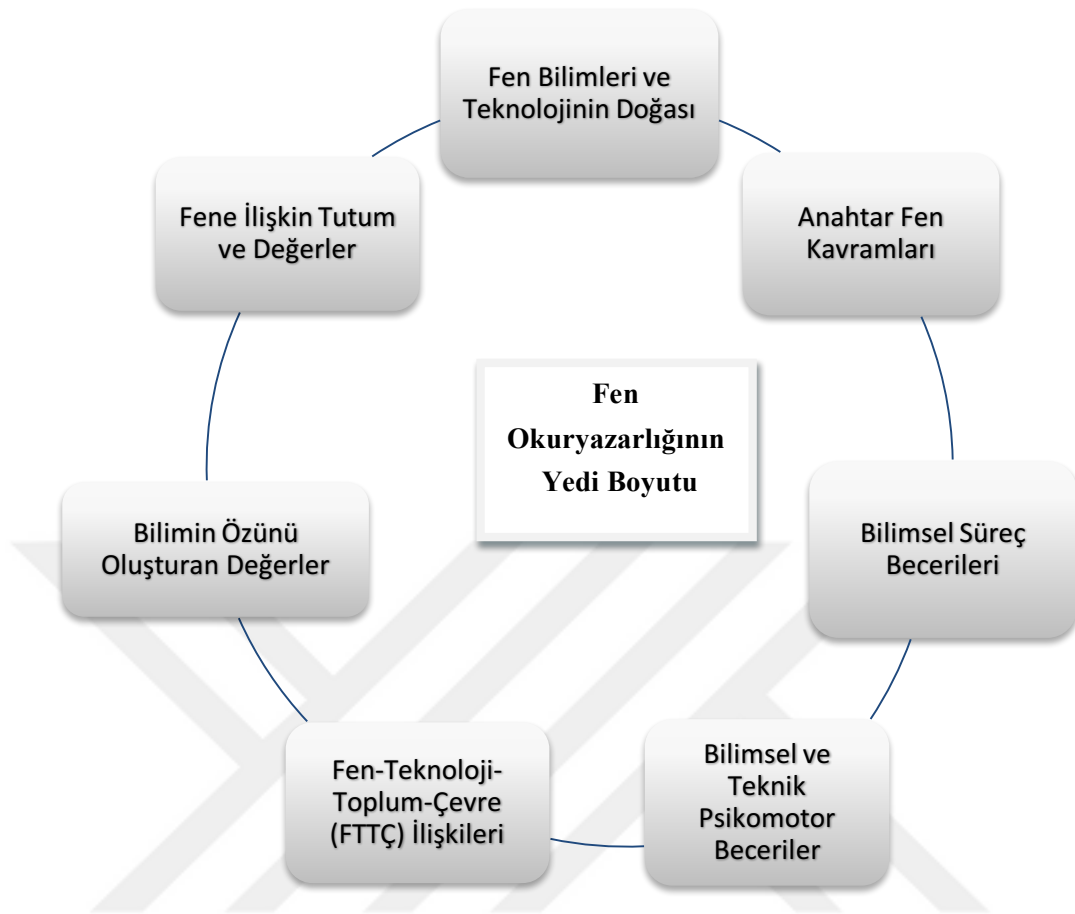 Fen Bilimleri ve
Teknolojinin Doğası
Anahtar Fen
Kavramları
Bilimsel Süreç
Becerileri
Bilimsel ve
Teknik
Psikomotor
Beceriler
Fen-Teknoloji-
Toplum-Çevre
(FTTÇ) İlişkileri
Bilimin Özünü
Oluşturan Değerler
Fene İlişkin Tutum
ve Değerler
Fen
Okuryazarlığının
Yedi Boyutu